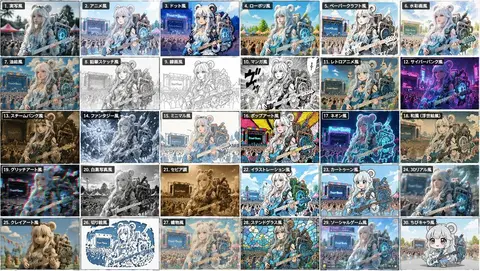 1. 実写風
2. アニメ風
3. ドット風
4. ローポリ風
5. ペーパークラフト風
6. 水彩画風
7. 油絵風
8. 鉛筆スケッチ風
9. 線画風
10. マンガ風
11. レトロアニメ風
12. サイバーパンク風
13. スチームパンク風
14. ファンタジー風
15. ミニマル風
16. ポップアート風
17. ネオン風
18. 和風(浮世絵風)
19. グリッチアート風
20. 白黒写真風
21. セピア調
22. イラストレーション風
23. カートゥーン風
24. 3Dリアル風
25. クレイアート風
26. 切り絵風
27. 織物風
28. ステンドグラス風
29. ソーシャルゲーム風
30. ちびキャラ風